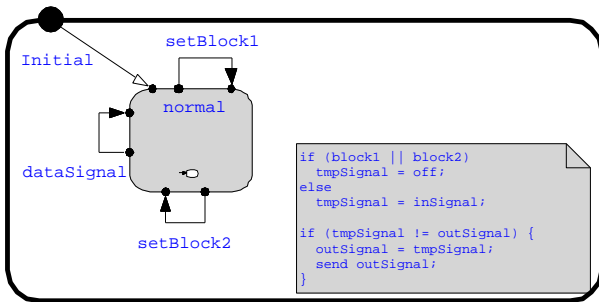 setBlock1
Initial
normal
dataSignal
setBlock2
if (block1 || block2)
  tmpSignal = off;
else
  tmpSignal = inSignal;
if (tmpSignal != outSignal) {
  outSignal = tmpSignal;
  send outSignal;
}